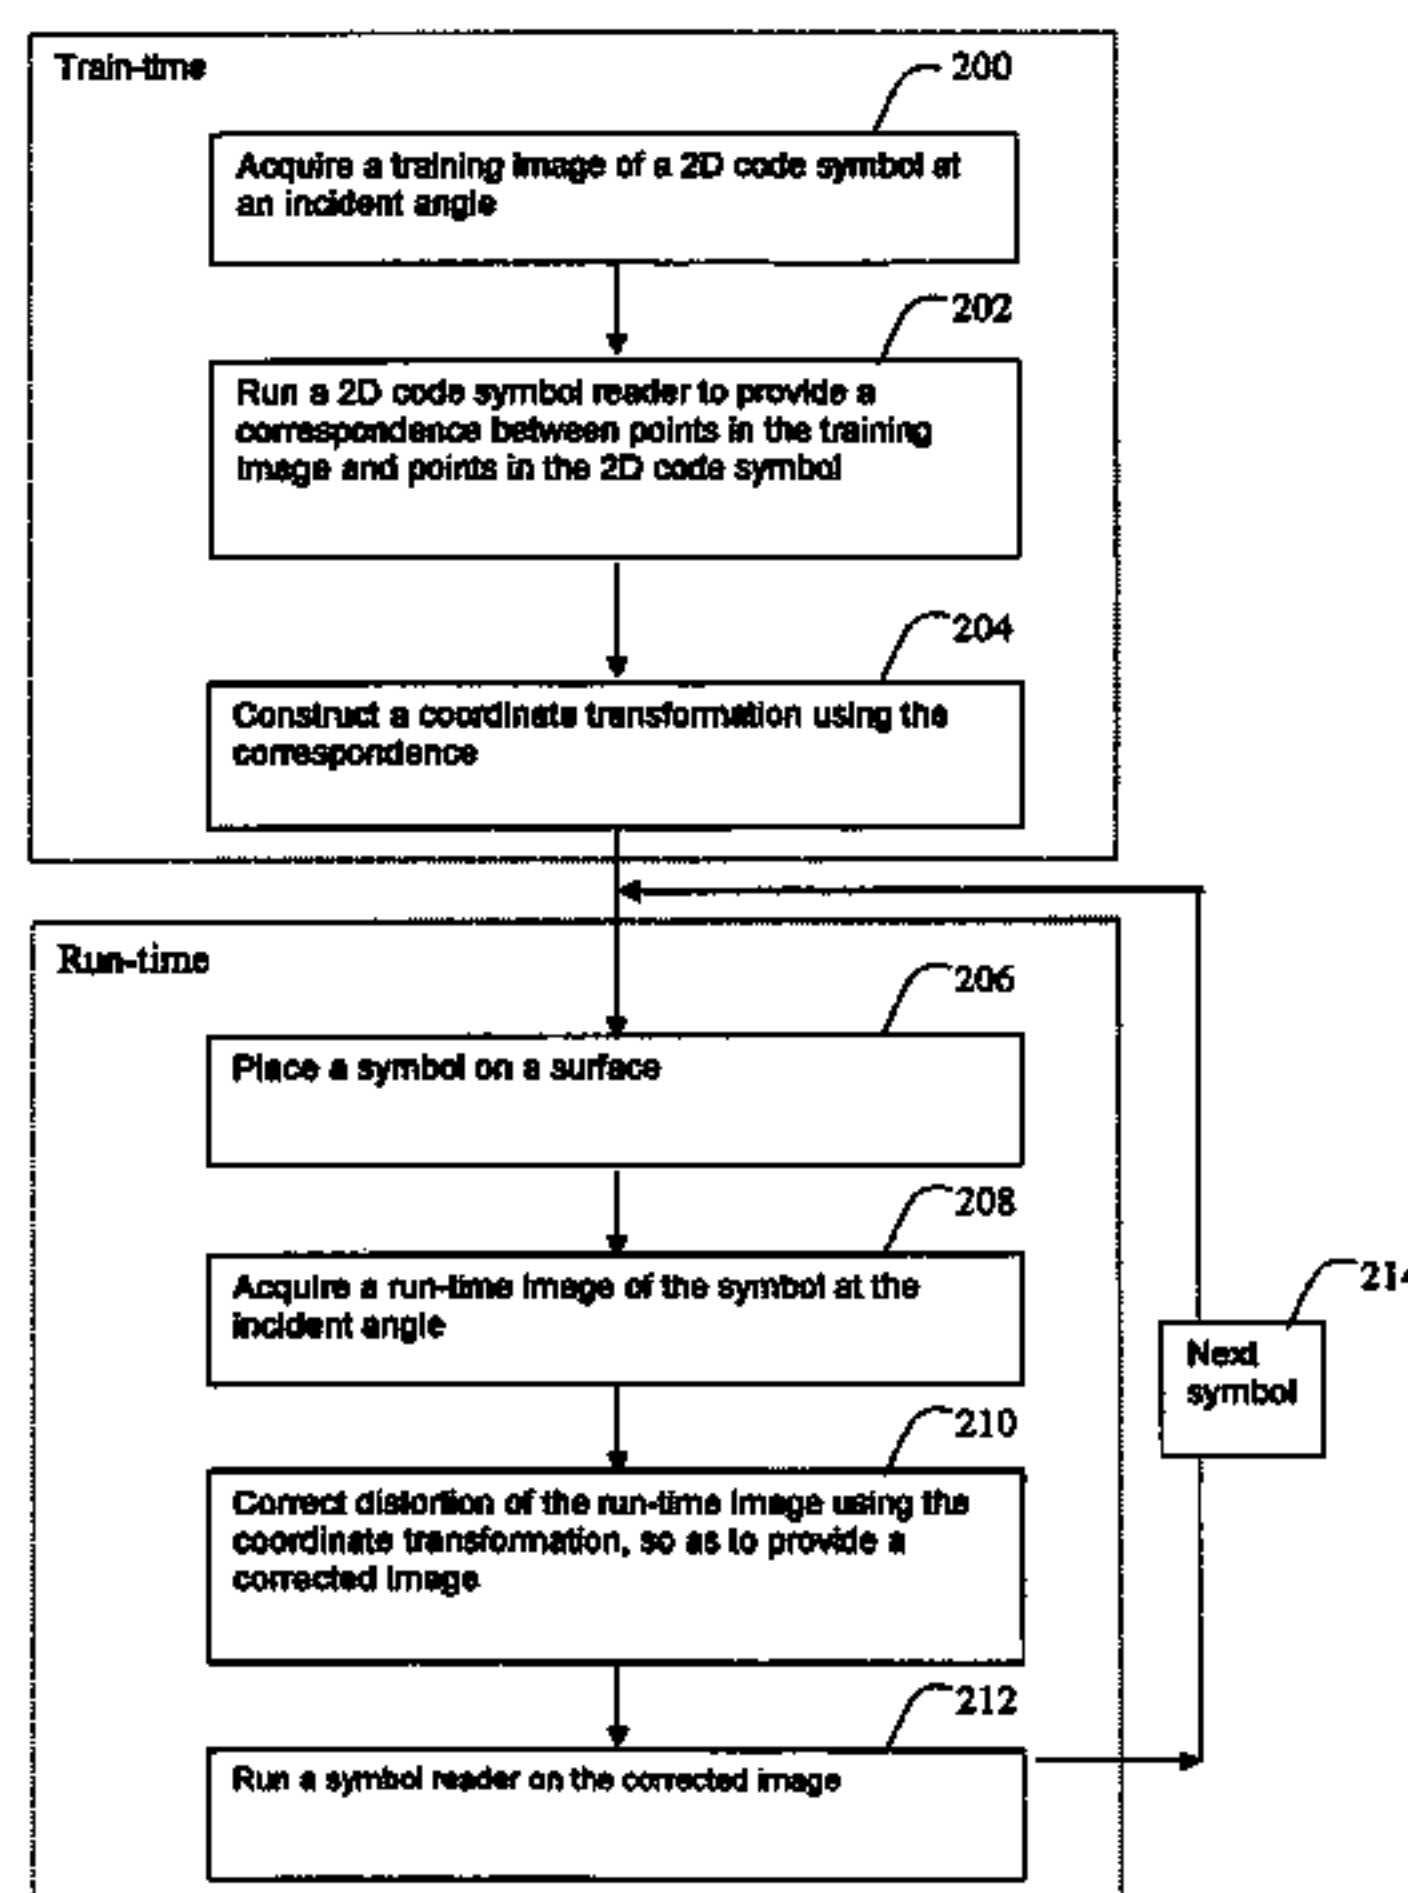 Train-time
200
Acquire a training image of a 2D code symbol at
an incident angle
202
Run a 2D code symbol reader to provide a
correspondence between points in the training
image and points in the 2D code symbol
204
Construct a coordinate transformation using the
correspondence
Run-time
206
Place a symbol on a surface
208
Acquire a run-time image of the symbol at the
incident angle
214
Next
symbol
210
Correct distortion of the run-time image using the
coordinate transformation, so as to provide a
corrected image
212
Run a symbol reader on the corrected image